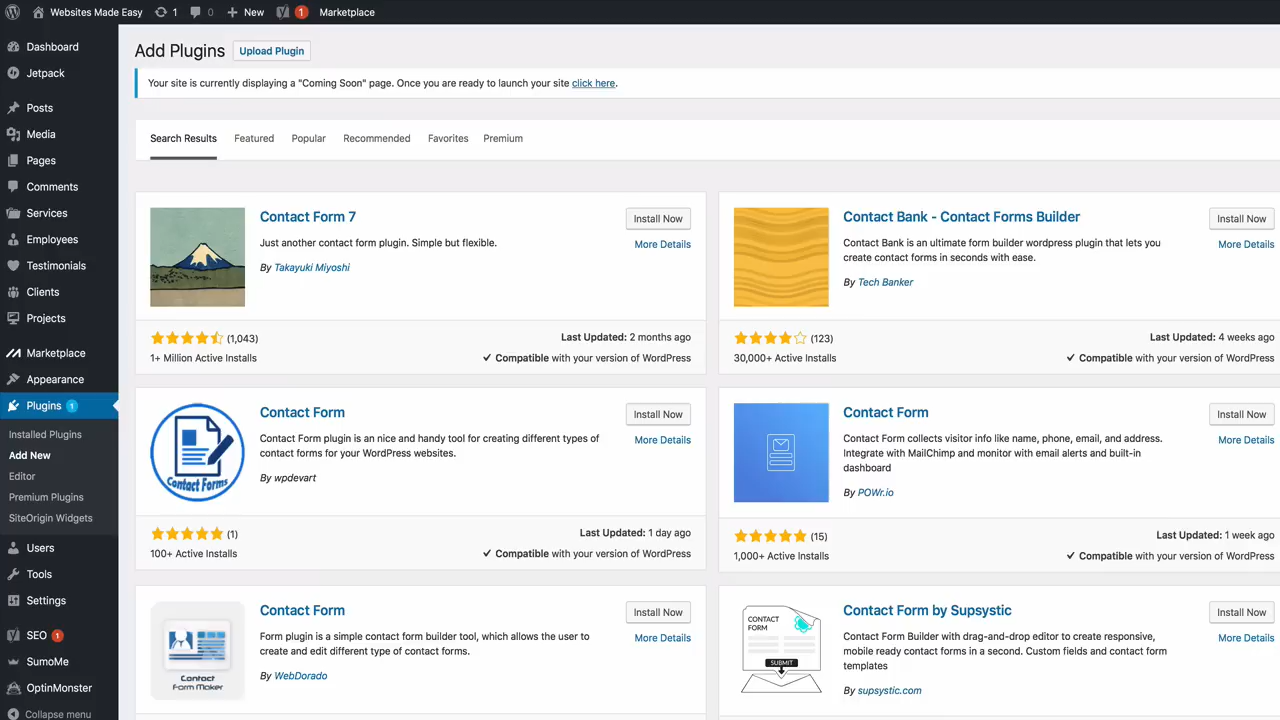 Websites Made Easy 1 0 New 1 Marketplace
Dashboard
Jetpack
Posts
Media
Pages
Comments
Services
Employees
Testimonials
Clients
Projects
Marketplace
Appearance
Plugins 1
Installed Plugins
Add New
Editor
Premium Plugins
SiteOrigin Widgets
Users
Tools
Settings
SEO 1
SumoMe
OptinMonster
Collapse menu
Add Plugins Upload Plugin
Your site is currently displaying a "Coming Soon" page. Once you are ready to launch your site click here.
Search Results Featured Popular Recommended Favorites Premium
Contact Form 7
Install Now
Just another contact form plugin. Simple but flexible.
More Details
By Takayuki Miyoshi
(1,043)
Last Updated: 2 months ago
1+ Million Active Installs
Compatible with your version of WordPress
Contact Bank - Contact Forms Builder
Install Now
Contact Bank is an ultimate form builder wordpress plugin that lets you
More Details
create contact forms in seconds with ease.
By Tech Banker
(123)
Last Updated: 4 weeks ago
30,000+ Active Installs
Compatible with your version of WordPress
Contact Forms
Contact Form
Install Now
Contact Form plugin is an nice and handy tool for creating different types of
More Details
contact forms for your WordPress websites.
By wpdevart
(1)
Last Updated: 1 day ago
100+ Active Installs
Compatible with your version of WordPress
Contact Form
Install Now
Contact Form collects visitor info like name, phone, email, and address.
More Details
Integrate with MailChimp and monitor with email alerts and built-in
dashboard
By POWr.io
(15)
Last Updated: 1 week ago
1,000+ Active Installs
Compatible with your version of WordPress
Contact
Form Maker
Contact Form
Install Now
Form plugin is a simple contact form builder tool, which allows the user to
More Details
create and edit different type of contact forms.
By WebDorado
CONTACT
FORM
SUBMIT
Contact Form by Supsystic
Install Now
Contact Form Builder with drag-and-drop editor to create responsive,
More Details
mobile ready contact forms in a second. Custom fields and contact form
templates
By supsystic.com